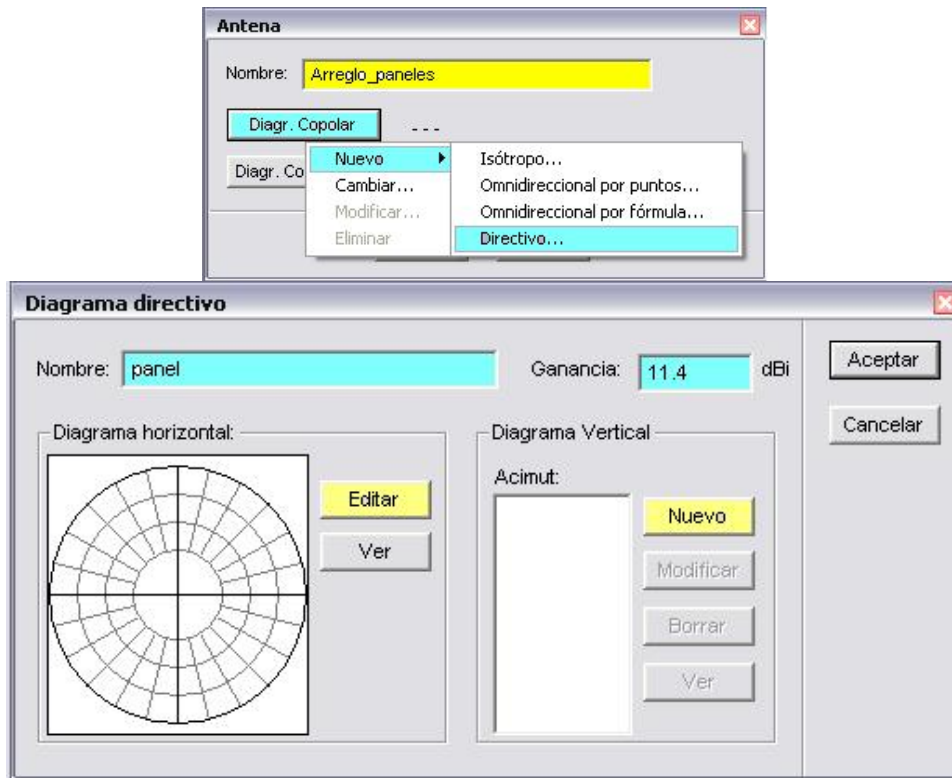 Antena
Nombre: Arreglo_paneles
Diagr. Copolar - - -
Diagr. Co
Nuevo
Cambiar...
Modificar...
Eliminar
Isótropo...
Omnidireccional por puntos...
Omnidireccional por fórmula...
Directivo...
Diagrama directivo
Nombre: panel Ganancia: 11.4 dBi
Aceptar
Cancelar
Diagrama horizontal:
Editar
Ver
Diagrama Vertical
Acimut:
Nuevo
Modificar
Borrar
Ver